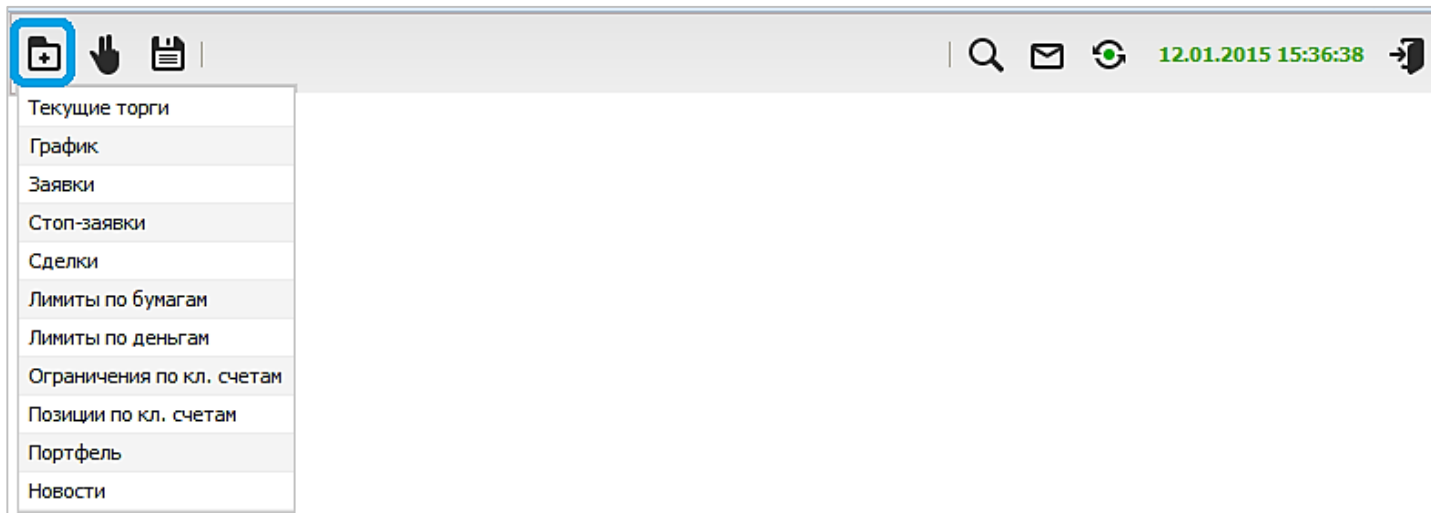 12.01.2015 15:36:38
Текущие торги
График
Заявки
Стоп-заявки
Сделки
Лимиты по бумагам
Лимиты по деньгам
Ограничения по кл. счетам
Позиции по кл. счетам
Портфель
Новости